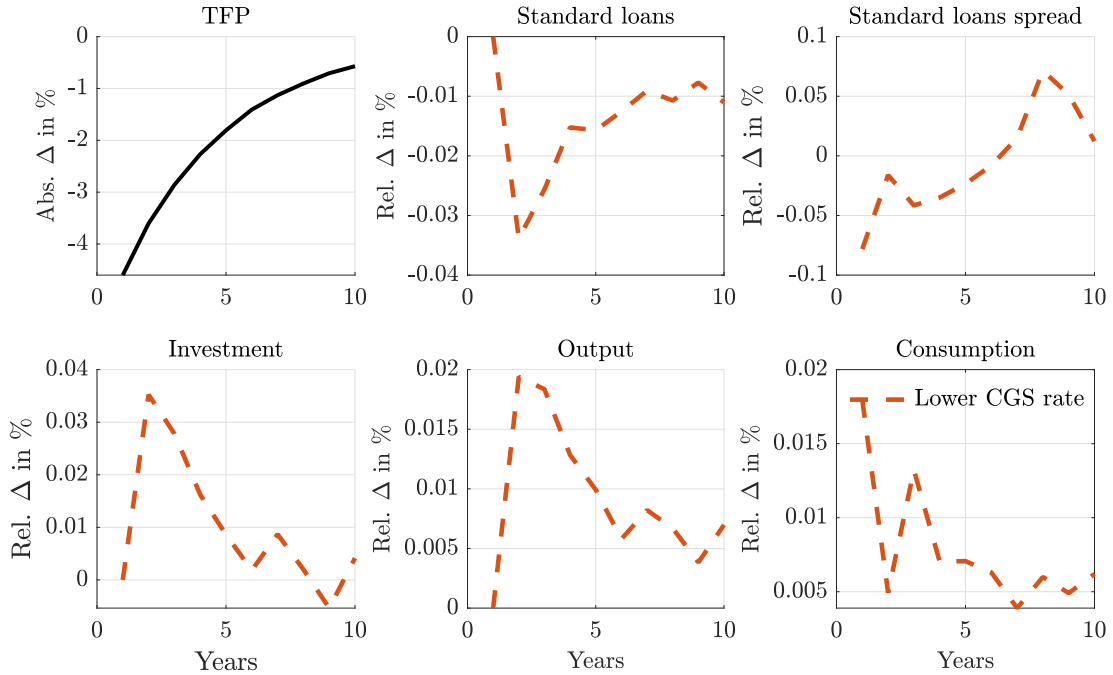 TFP
Standard loans
Standard loans spread
Abs. Δ in %
0
-1
-2
-3
-4
0
5
10
Rel. Δ in %
0
-0.01
-0.02
-0.03
-0.04
0
5
10
Rel. Δ in %
0.1
0.05
0
-0.05
-0.1
0
5
10
Investment
Output
Consumption
Rel. Δ in %
0.04
0.03
0.02
0.01
0
0
5
10
Years
Rel. Δ in %
0.02
0.015
0.01
0.005
0
0
5
10
Years
Rel. Δ in %
0.02
0.015
0.01
0.005
Lower CGS rate
0
5
10
Years